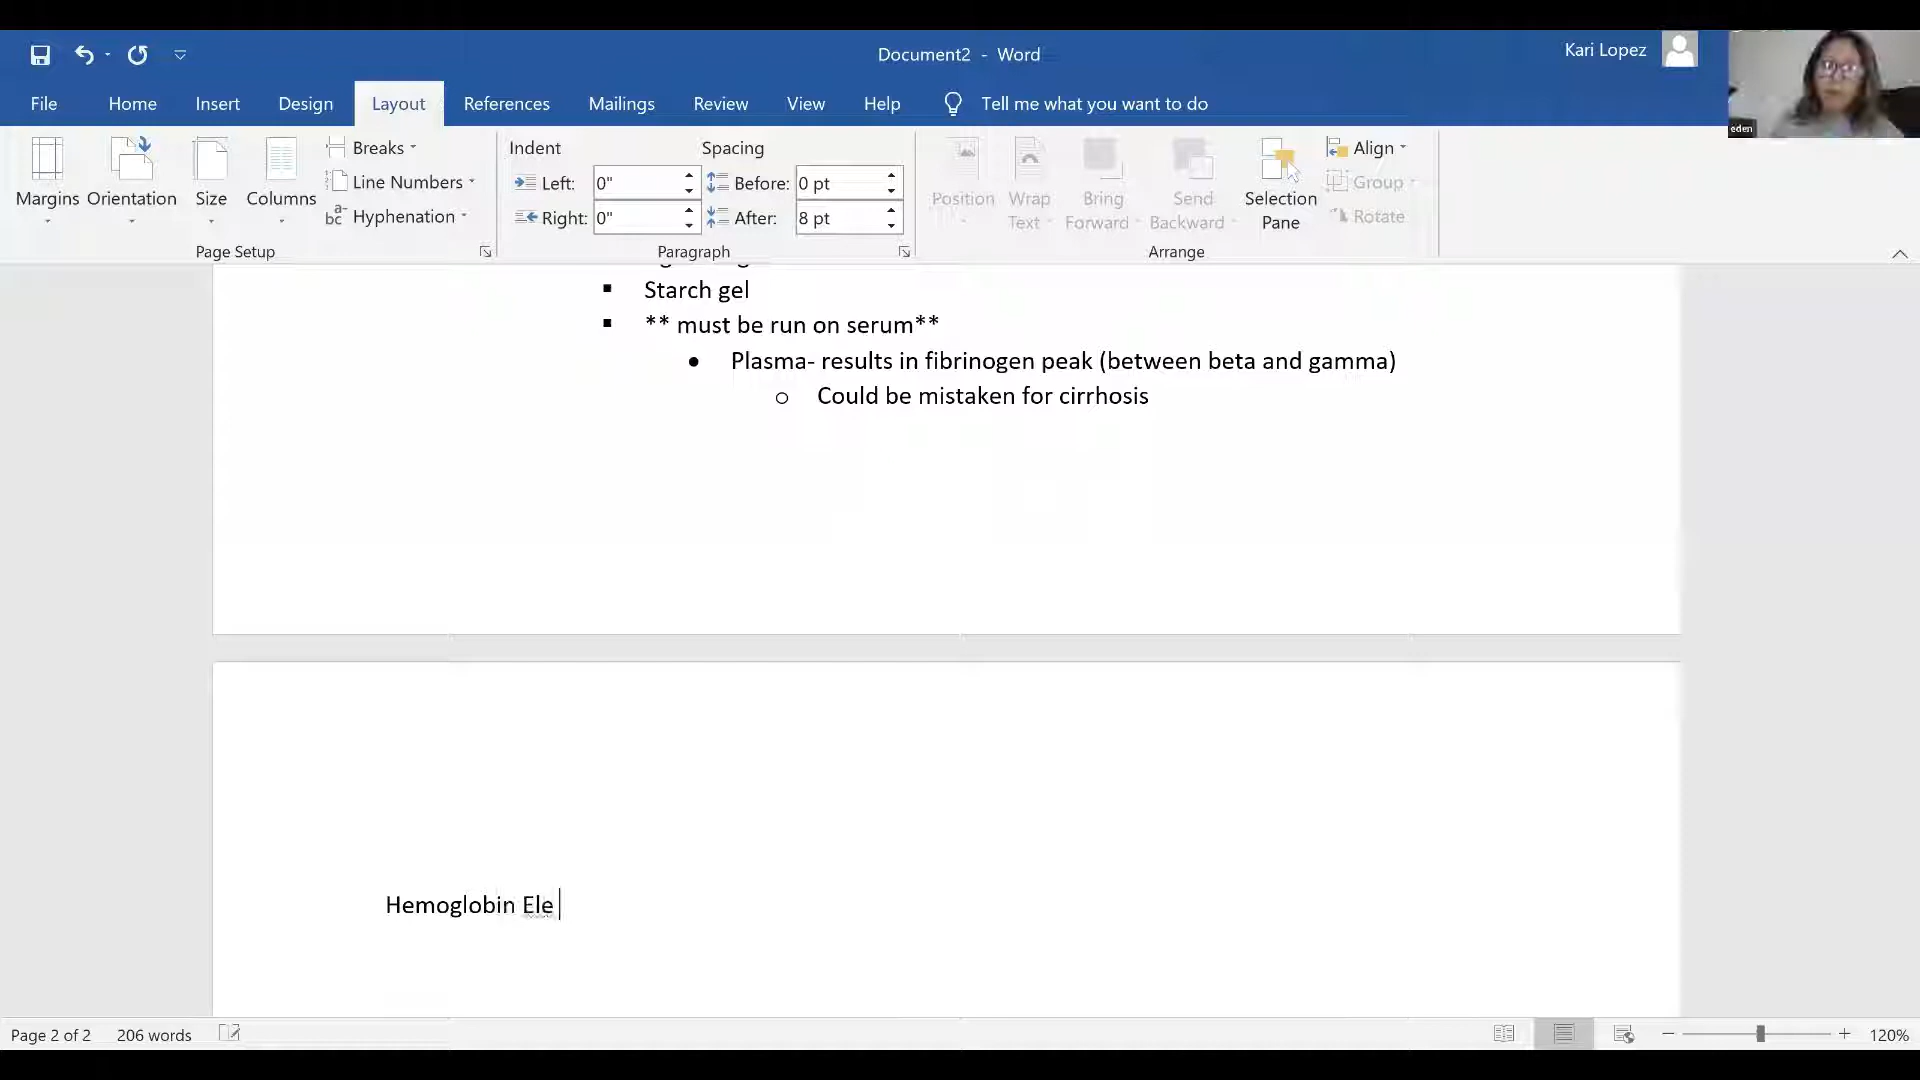 Document2 - Word
Kari Lopez
eden
File Home Insert Design Layout References Mailings Review View Help Tell me what you want to do
Margins Orientation Size Columns
Breaks
Line Numbers
Hyphenation
Page Setup
Indent Spacing
Left: 0" Before: 0 pt
Right: 0" After: 8 pt
Paragraph
Position Wrap Text Bring Forward Send Backward Selection Pane
Align
Group
Rotate
Arrange
Starch gel
** must be run on serum**
Plasma- results in fibrinogen peak (between beta and gamma)
Could be mistaken for cirrhosis
Hemoglobin Ele
Page 2 of 2 206 words 120%